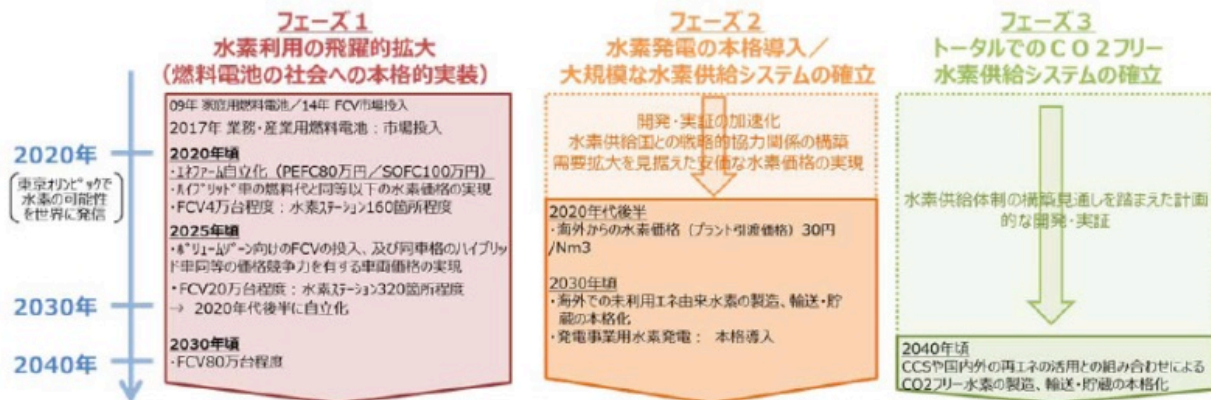 2020年
東京オリンピックで
水素の可能性
を世界に発信
2030年
2040年
フェーズ1
水素利用の飛躍的拡大
(燃料電池の社会への本格的実装)
09年 家庭用燃料電池/14年 FCV市場投入
2017年 業務・産業用燃料電池:市場投入
2020年頃
・エネファーム自立化(PEFC80万円/SOFC100万円)
・ハイブリッド車の燃料代と同等以下の水素価格の実現
・FCV4万台程度:水素ステーション160箇所程度
2025年頃
・ボリュームゾーン向けのFCVの投入、及び同車格のハイブリッ
ド車同等の価格競争力を有する車両価格の実現
・FCV20万台程度:水素ステーション320箇所程度
→ 2020年代後半に自立化
2030年頃
・FCV80万台程度
フェーズ2
水素発電の本格導入/
大規模な水素供給システムの確立
開発・実証の加速化
水素供給国との戦略的協力関係の構築
需要拡大を見据えた安価な水素価格の実現
2020年代後半
・海外からの水素価格(プラント引渡価格)30円
/Nm3
2030年頃
・海外での未利用エネ由来水素の製造、輸送・貯
蔵の本格化
・発電事業用水素発電: 本格導入
フェーズ3
トータルでのCO2フリー
水素供給システムの確立
水素供給体制の構築見通しを踏まえた計画
的な開発・実証
2040年頃
CCSや国内外の再エネの活用との組み合わせによる
CO2フリー水素の製造、輸送・貯蔵の本格化